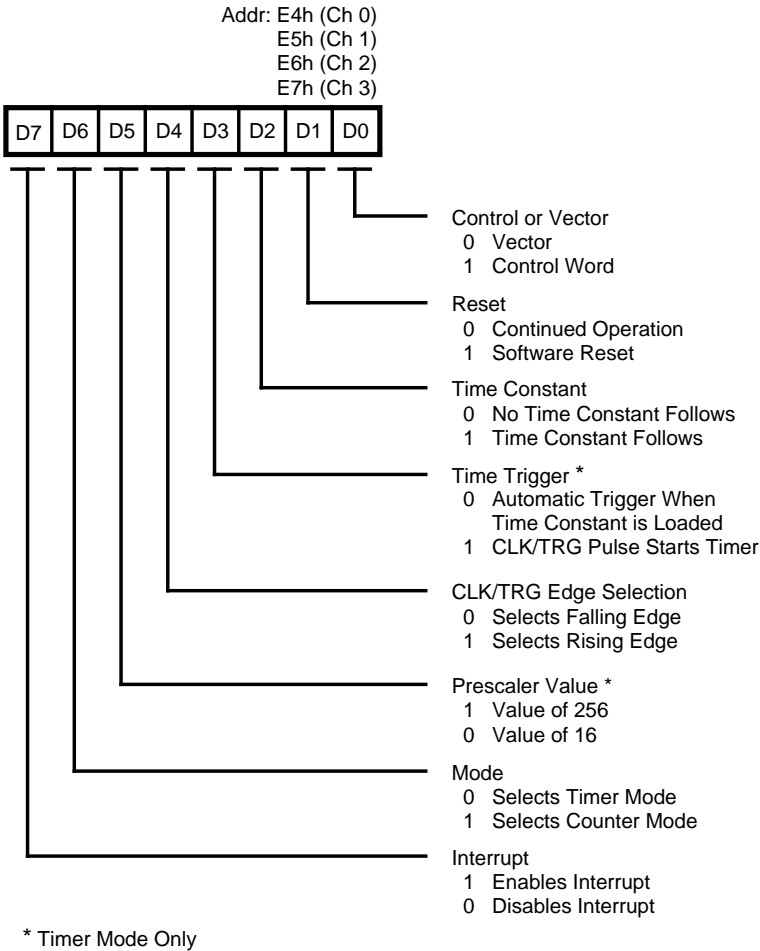 Addr: E4h (Ch 0)
E5h (Ch 1)
E6h (Ch 2)
E7h (Ch 3)
D7 D6 D5 D4 D3 D2 D1 D0
Control or Vector
0 Vector
1 Control Word
Reset
0 Continued Operation
1 Software Reset
Time Constant
0 No Time Constant Follows
1 Time Constant Follows
Time Trigger *
0 Automatic Trigger When
Time Constant is Loaded
1 CLK/TRG Pulse Starts Timer
CLK/TRG Edge Selection
0 Selects Falling Edge
1 Selects Rising Edge
Prescaler Value *
1 Value of 256
0 Value of 16
Mode
0 Selects Timer Mode
1 Selects Counter Mode
Interrupt
1 Enables Interrupt
0 Disables Interrupt
* Timer Mode Only